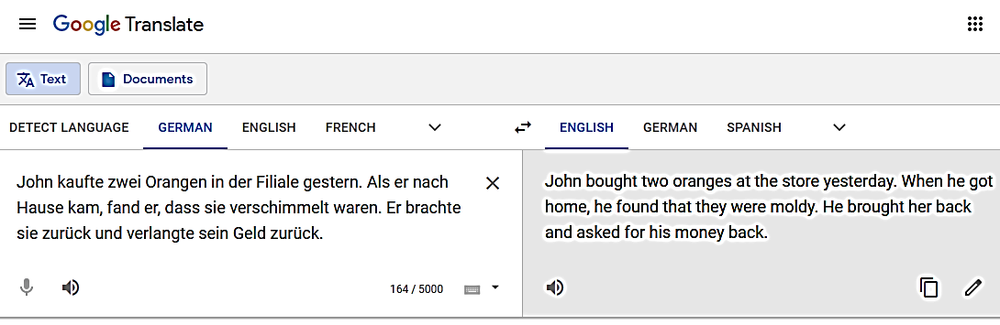 Google Translate
Text
Documents
DETECT LANGUAGE GERMAN ENGLISH FRENCH
ENGLISH GERMAN SPANISH
John kaufte zwei Orangen in der Filiale gestern. Als er nach
Hause kam, fand er, dass sie verschimmelt waren. Er brachte
sie zurück und verlangte sein Geld zurück.
164 / 5000
John bought two oranges at the store yesterday. When he got
home, he found that they were moldy. He brought her back
and asked for his money back.